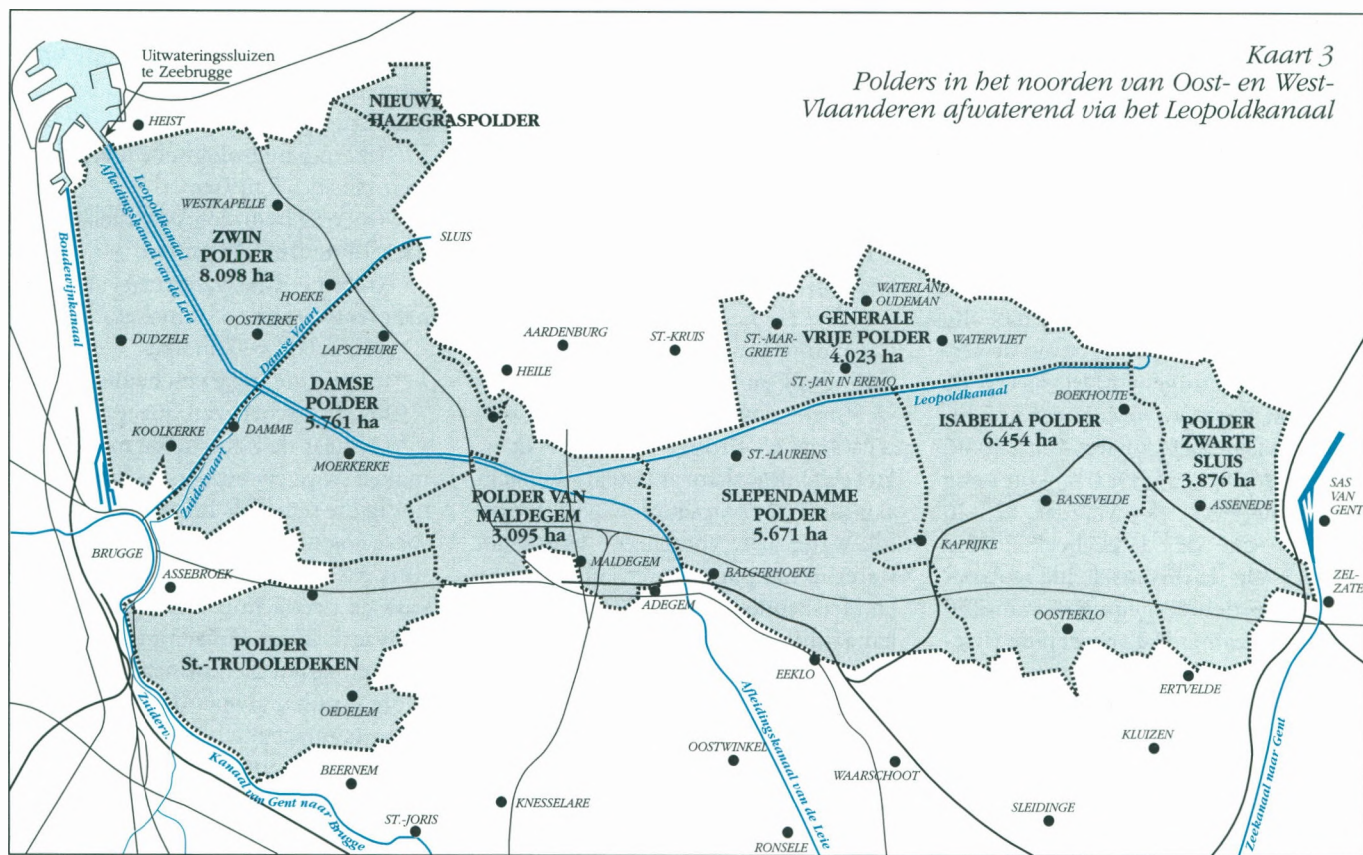 Kaart 3
Polders in het noorden van Oost- en West-
Vlaanderen afwaterend via het Leopoldkanaal
Uitwateringssluizen
te Zeebrugge
HEIST
NIEUWE
HAZEGRASPOLDER
Leopoldkanaal
Afleidingskanaal van de Leie
Boudewijnkanaal
WESTKAPELLE
ZWIN
POLDER
8.098 ha
SLUIS
HOEKE
OOSTKERKE
DUDZELE
LAPSCHEURE
Damse Vaart
AARDENBURG
HEILE
ST.-KRUIS
WATERLAND
OUDEMAN
GENERALE
VRIJE POLDER
4.023 ha
ST.-MAR-
GRIETE
WATERVLIET
ST.-JAN IN EREMO
Leopoldkanaal
BOEKHOUTE
DAMSE
POLDER
5.761 ha
KOOLKERKE
DAMME
Zuidervaart
MOERKERKE
ISABELLA POLDER
6.454 ha
POLDER
ZWARTE
SLUIS
3.876 ha
ASSENEDE
SAS
VAN
GENT
ST.-LAUREINS
POLDER VAN
MALDEGEM
3.095 ha
SLEPENDAMME
POLDER
5.671 ha
BASSEVELDE
KAPRIJKE
BRUGGE
ASSEBROEK
MALDEGEM
BALGERHOEKE
ADEGEM
ZEL-
ZATE
OOSTEEKLO
POLDER
St.-TRUDOLEDEKEN
OEDELEM
EEKLO
ERTVELDE
Zuiderv.
Kanaal van Gent naar Brugge
BEERNEM
ST.-JORIS
KNESSELARE
OOSTWINKEL
Afleidingskanaal van de Leie
WAARSCHOOT
KLUIZEN
SLEIDINGE
RONSELE
Zeekanaal naar Gent